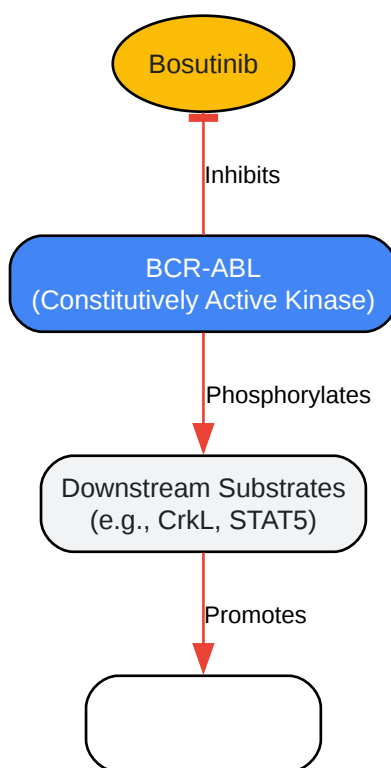 Bosutinib
Inhibits
BCR-ABL
(Constitutively Active Kinase)
Phosphorylates
Downstream Substrates
(e.g., CrkL, STAT5)
Promotes